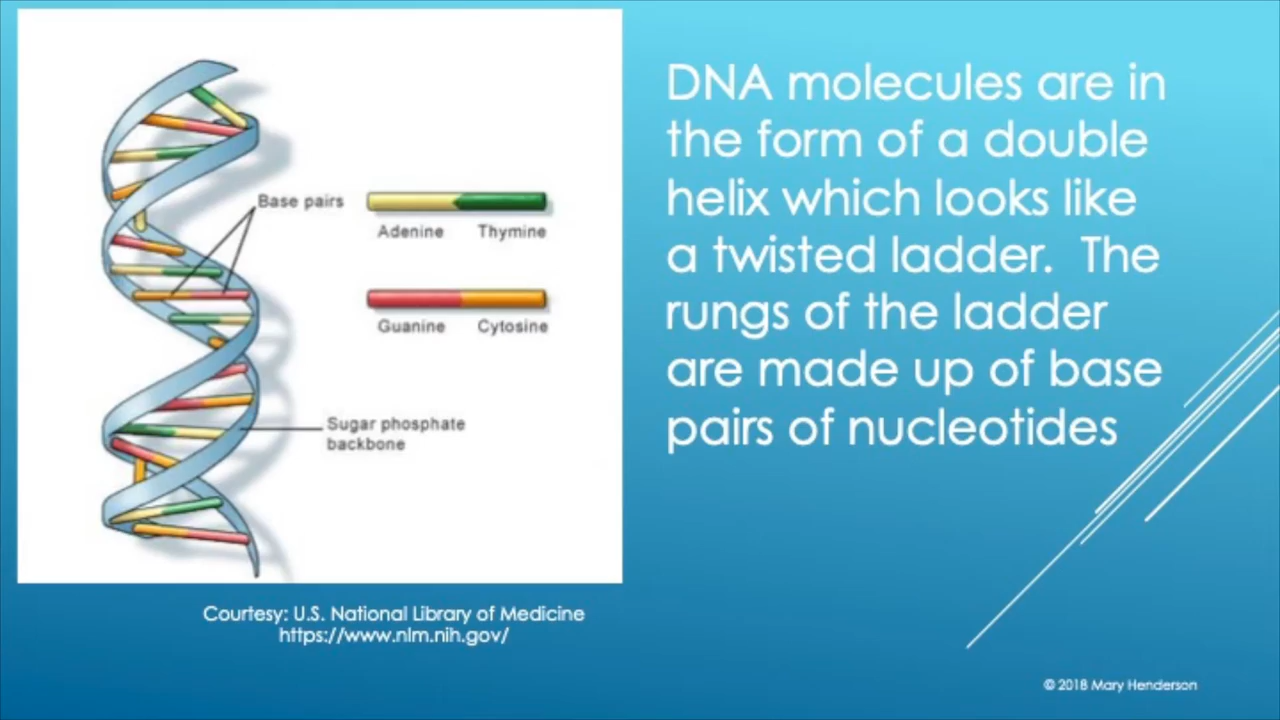 DNA molecules are in
the form of a double
helix which looks like
a twisted ladder.  The
rungs of the ladder
are made up of base
pairs of nucleotides
Base pairs
Adenine Thymine
Guanine Cytosine
Sugar phosphate
backbone
Courtesy: U.S. National Library of Medicine
https://www.nlm.nih.gov/
© 2018 Mary Henderson